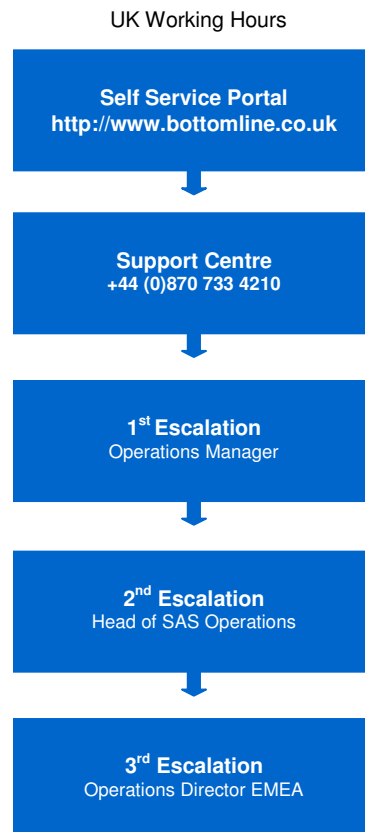 UK Working Hours
Self Service Portal
http://www.bottomline.co.uk
Support Centre
+44 (0)870 733 4210
1st Escalation
Operations Manager
2nd Escalation
Head of SAS Operations
3rd Escalation
Operations Director EMEA